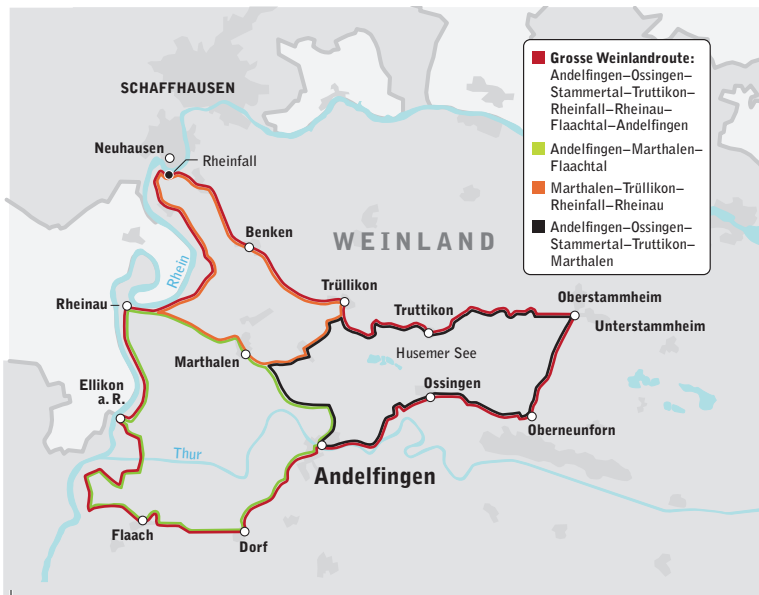 SCHAFFHAUSEN
Neuhausen
Rheinfall
Benken
WEINLAND
Rhein
Rheinau
Trüllikon
Truttikon
Oberstammheim
Unterstammheim
Marthalen
Husemer See
Ellikon
a. R.
Ossingen
Oberneunforn
Thur
Andelfingen
Flaach
Dorf
Grosse Weinlandroute:
Andelfingen–Ossingen–
Stammertal–Truttikon–
Rheinfall–Rheinau–
Flaachtal–Andelfingen
Andelfingen–Marthalen–
Flaachtal
Marthalen–Trüllikon–
Rheinfall–Rheinau
Andelfingen–Ossingen–
Stammertal–Truttikon–
Marthalen